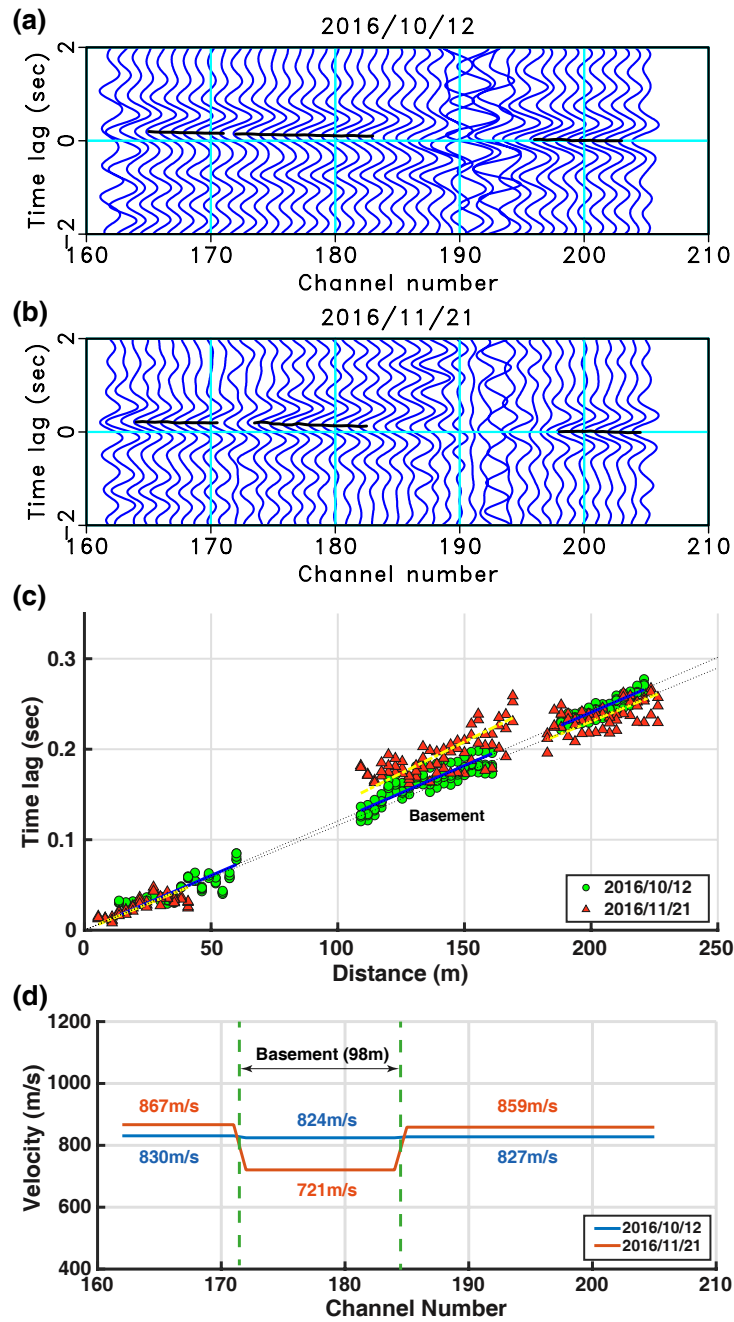 (a)
2016/10/12
Time lag (sec)
2
0
−2
160 170 180 190 200 210
Channel number
(b)
2016/11/21
Time lag (sec)
2
0
−2
160 170 180 190 200 210
Channel number
(c)
Time lag (sec)
0.3
0.2
0.1
0
Basement
2016/10/12
2016/11/21
0 50 100 150 200 250
Distance (m)
(d)
Velocity (m/s)
1200
1000
800
600
400
Basement (98m)
867m/s 824m/s 859m/s
830m/s 721m/s 827m/s
2016/10/12
2016/11/21
160 170 180 190 200 210
Channel Number